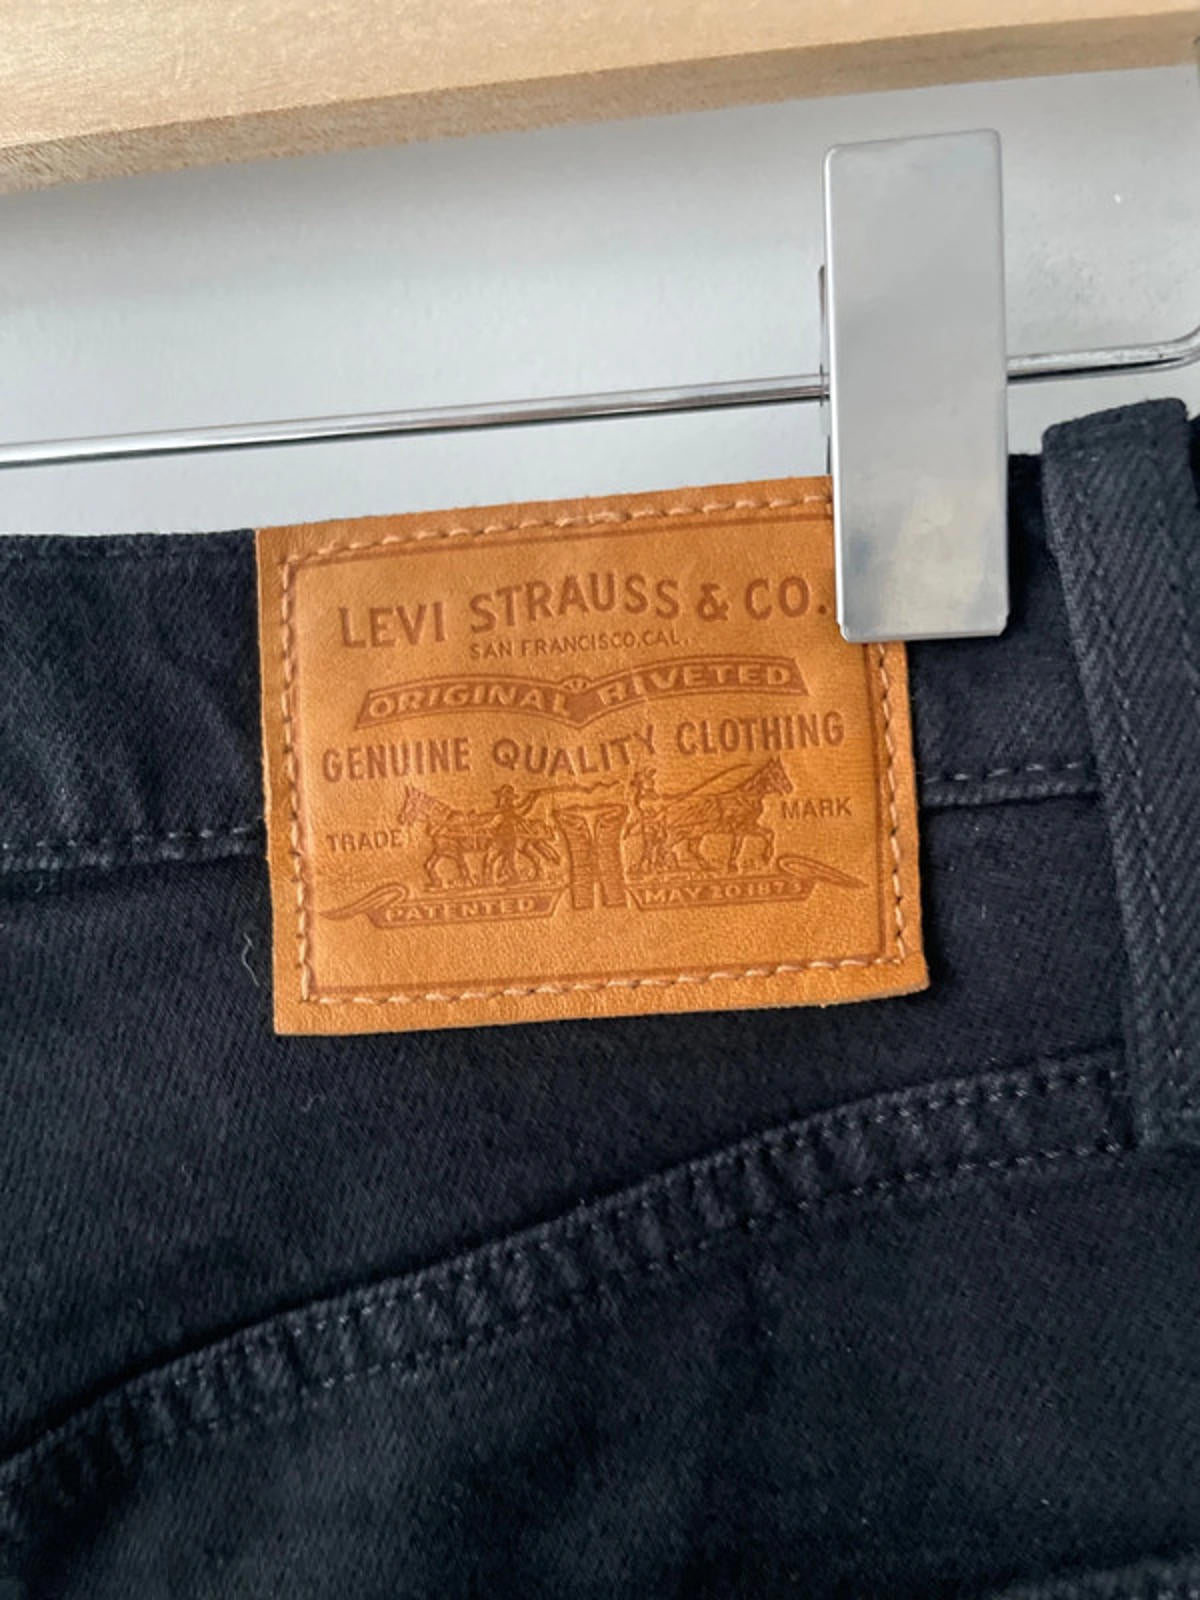 LEVI STRAUSS & CO.
SAN FRANCISCO, CAL.
ORIGINAL RIVETED
GENUINE QUALITY CLOTHING
TRADE MARK
PATENTED MAY 20 1873